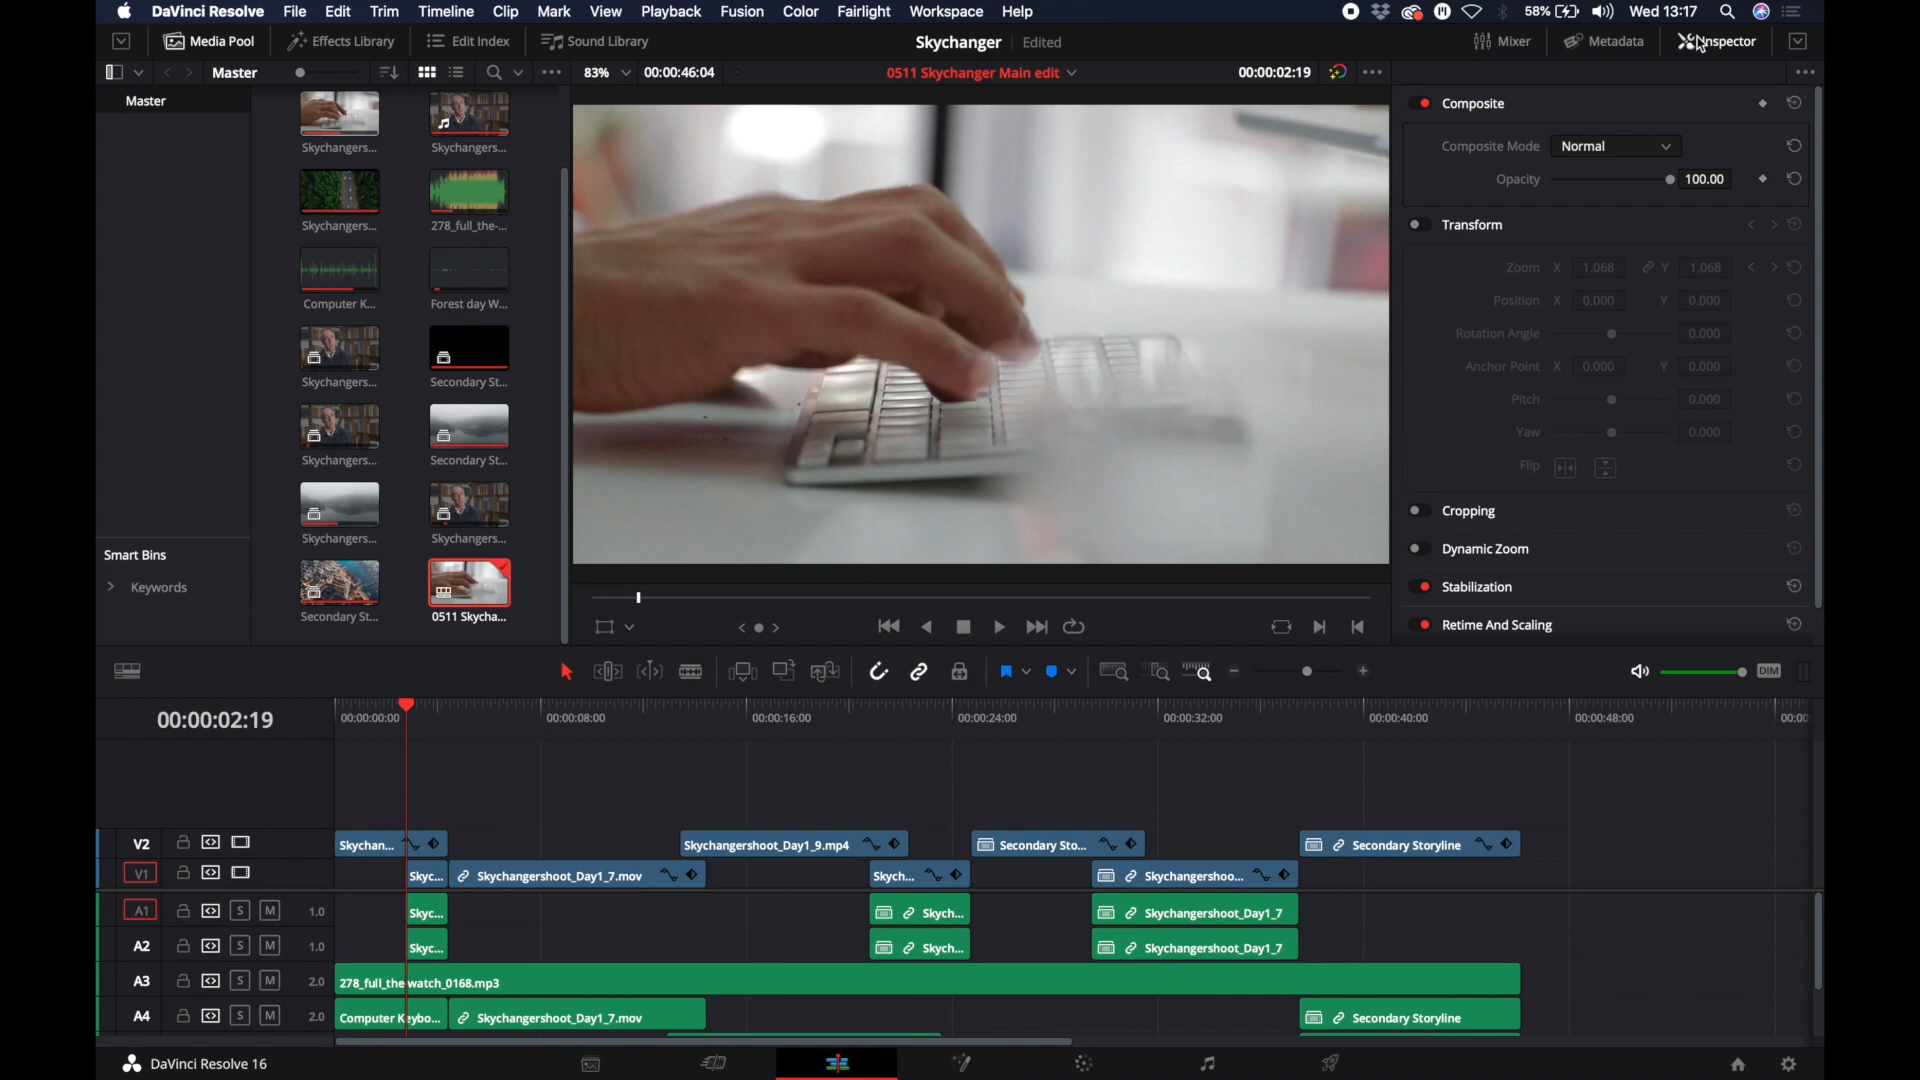 DaVinci Resolve File Edit Trim Timeline Clip Mark View Playback Fusion Color Fairlight Workspace Help 58% Wed 13:17
Media Pool Effects Library Edit Index Sound Library Skychanger Edited Mixer Metadata Inspector
Master 83% 00:00:46:04 0511 Skychanger Main edit 00:00:02:19
Master
Skychangers... Skychangers...
Skychangers... 278_full_the-...
Computer K... Forest day W...
Skychangers... Secondary St...
Skychangers... Secondary St...
Skychangers... Skychangers...
Secondary St... 0511 Skycha...
Smart Bins
Keywords
Composite
Composite Mode Normal
Opacity 100.00
Transform
Zoom X 1.068 Y 1.068
Position X 0.000 Y 0.000
Rotation Angle 0.000
Anchor Point X 0.000 Y 0.000
Pitch 0.000
Yaw 0.000
Flip
Cropping
Dynamic Zoom
Stabilization
Retime And Scaling
DIM
00:00:02:19 00:00:00:00 00:00:08:00 00:00:16:00 00:00:24:00 00:00:32:00 00:00:40:00 00:00:48:00 00:00
V2 Skychan... Skychangershoot_Day1_9.mp4 Secondary Sto... Secondary Storyline
V1 Skyc... Skychangershoot_Day1_7.mov Skych... Skychangershoo...
A1 S M 1.0 Skyc... Skych... Skychangershoot_Day1_7
A2 S M 1.0 Skyc... Skych... Skychangershoot_Day1_7
A3 S M 2.0 278_full_the-watch_0168.mp3
A4 S M 2.0 Computer Keybo... Skychangershoot_Day1_7.mov Secondary Storyline
DaVinci Resolve 16